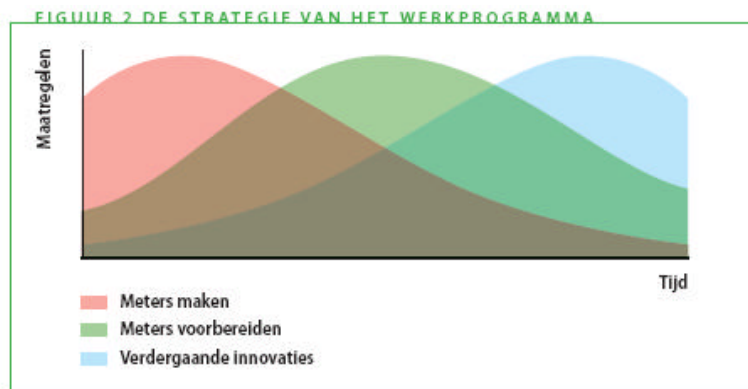 FIGUUR 2 DE STRATEGIE VAN HET WERKPROGRAMMA
Maatregelen
Tijd
Meters maken
Meters voorbereiden
Verdergaande innovaties